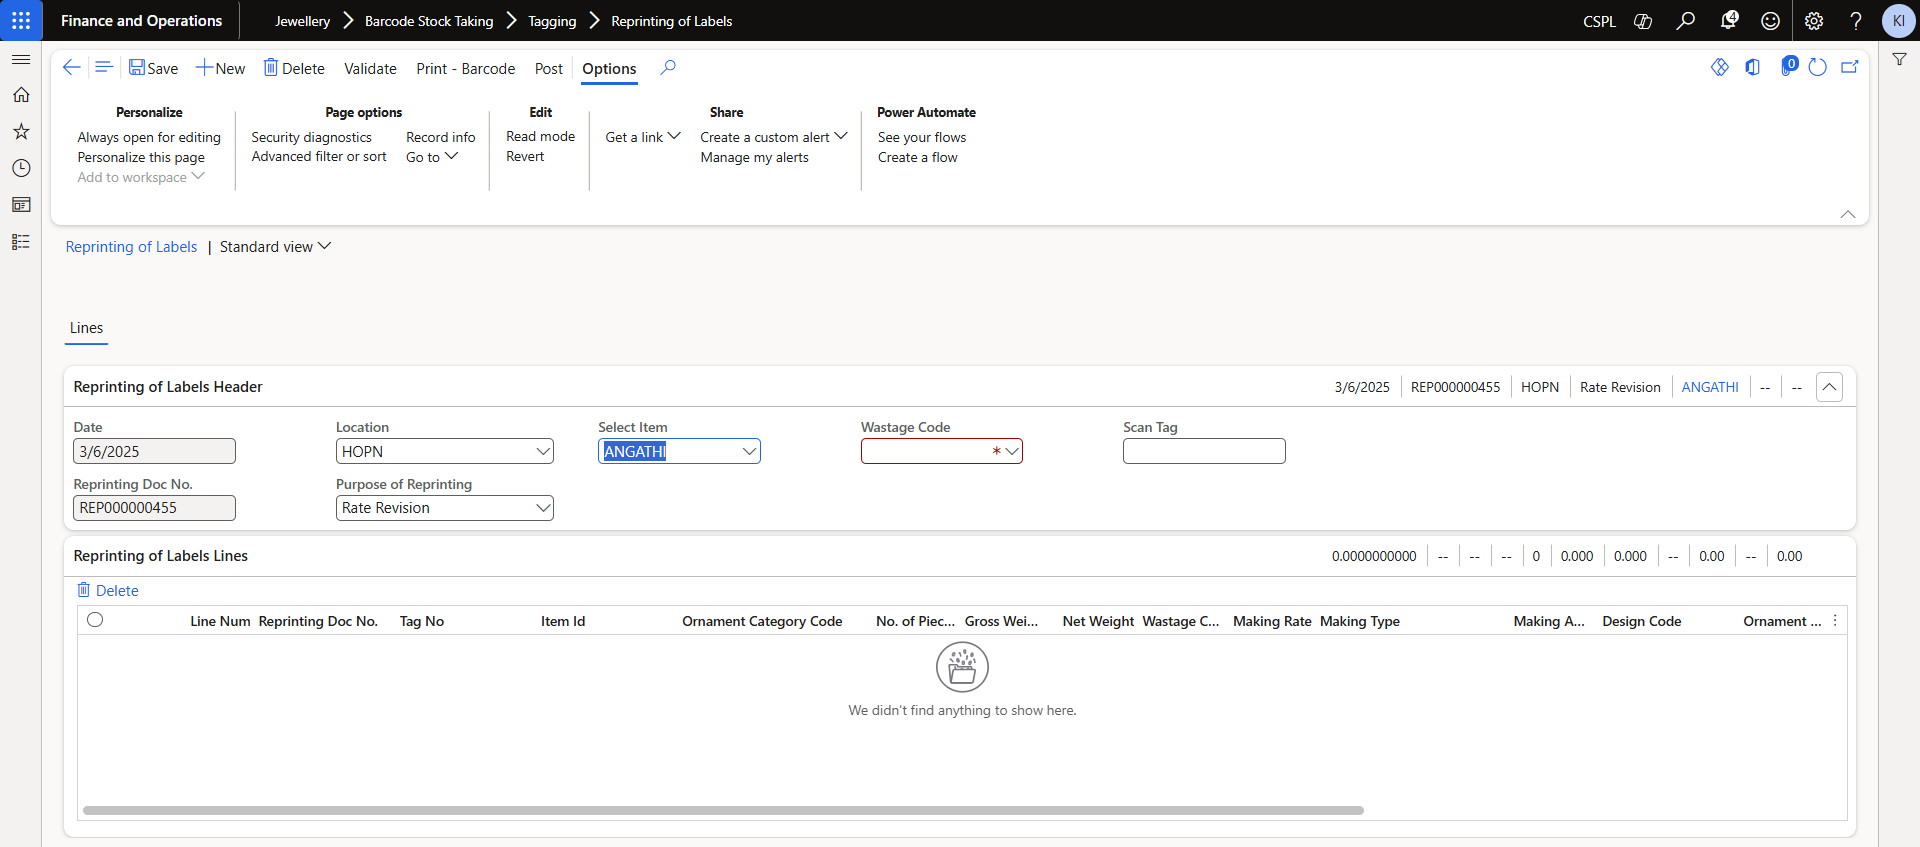 Finance and Operations
Jewellery > Barcode Stock Taking > Tagging > Reprinting of Labels
CSPL
4
?
KI
Save
New
Delete
Validate
Print - Barcode
Post
Options
0
Personalize
Always open for editing
Personalize this page
Add to workspace
Page options
Security diagnostics
Advanced filter or sort
Record info
Go to
Edit
Read mode
Revert
Share
Get a link
Create a custom alert
Manage my alerts
Power Automate
See your flows
Create a flow
Reprinting of Labels | Standard view
Lines
Reprinting of Labels Header
3/6/2025 | REP000000455 | HOPN | Rate Revision | ANGATHI | -- | --
Date
3/6/2025
Location
HOPN
Select Item
ANGATHI
Wastage Code
*
Scan Tag
Reprinting Doc No.
REP000000455
Purpose of Reprinting
Rate Revision
Reprinting of Labels Lines
0.0000000000 | -- | -- | -- | 0 | 0.000 | 0.000 | -- | 0.00 | -- | 0.00
Delete
Line Num Reprinting Doc No. Tag No Item Id Ornament Category Code No. of Piec... Gross Wei... Net Weight Wastage C... Making Rate Making Type Making A... Design Code Ornament ...
We didn't find anything to show here.